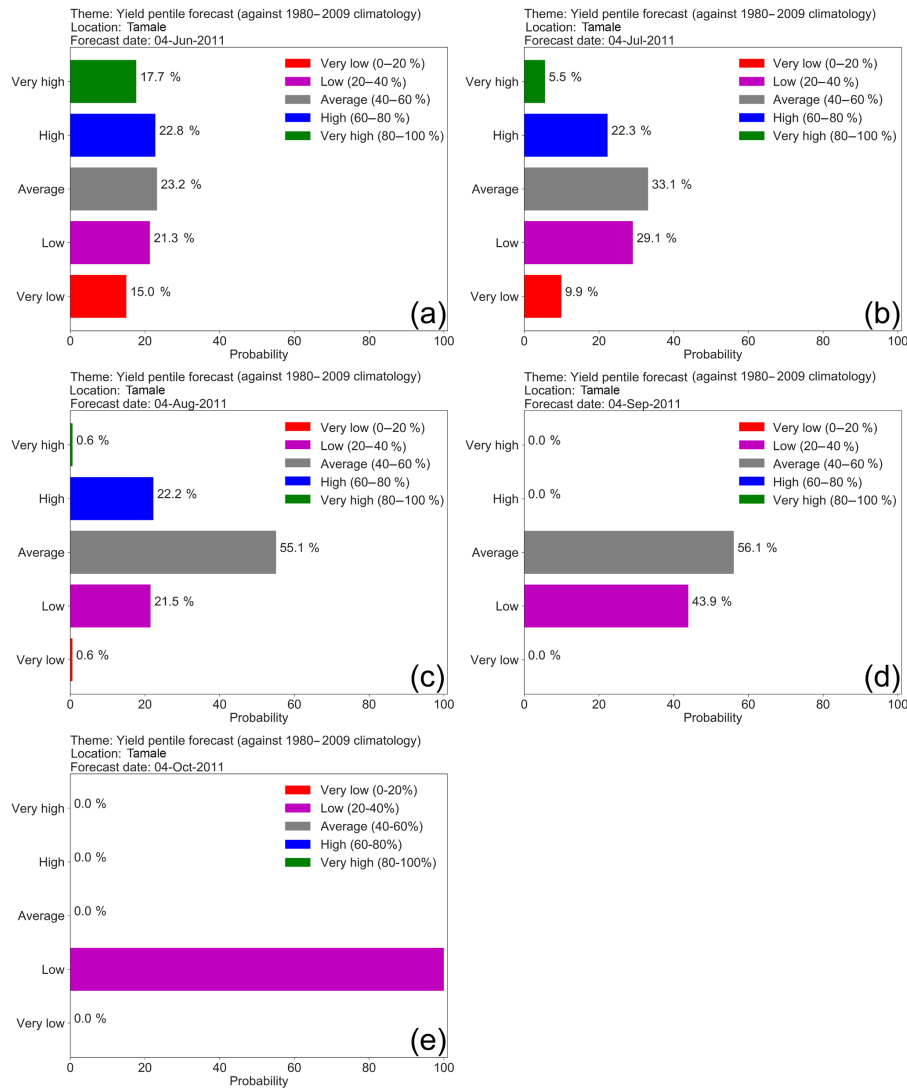 Theme: Yield pentile forecast (against 1980–2009 climatology)
Location: Tamale
Forecast date: 04-Jun-2011
Very low (0–20 %)
Low (20–40 %)
Average (40–60 %)
High (60–80 %)
Very high (80–100 %)
Very high
17.7 %
High
22.8 %
Average
23.2 %
Low
21.3 %
Very low
15.0 %
(a)
0 20 40 60 80 100
Probability
Theme: Yield pentile forecast (against 1980–2009 climatology)
Location: Tamale
Forecast date: 04-Jul-2011
Very low (0–20 %)
Low (20–40 %)
Average (40–60 %)
High (60–80 %)
Very high (80–100 %)
Very high
5.5 %
High
22.3 %
Average
33.1 %
Low
29.1 %
Very low
9.9 %
(b)
0 20 40 60 80 100
Probability
Theme: Yield pentile forecast (against 1980–2009 climatology)
Location: Tamale
Forecast date: 04-Aug-2011
Very low (0–20 %)
Low (20–40 %)
Average (40–60 %)
High (60–80 %)
Very high (80–100 %)
Very high
0.6 %
High
22.2 %
Average
55.1 %
Low
21.5 %
Very low
0.6 %
(c)
0 20 40 60 80 100
Probability
Theme: Yield pentile forecast (against 1980–2009 climatology)
Location: Tamale
Forecast date: 04-Sep-2011
Very low (0–20 %)
Low (20–40 %)
Average (40–60 %)
High (60–80 %)
Very high (80–100 %)
Very high
0.0 %
High
0.0 %
Average
56.1 %
Low
43.9 %
Very low
0.0 %
(d)
0 20 40 60 80 100
Probability
Theme: Yield pentile forecast (against 1980–2009 climatology)
Location: Tamale
Forecast date: 04-Oct-2011
Very low (0-20%)
Low (20-40%)
Average (40-60%)
High (60-80%)
Very high (80-100%)
Very high
0.0 %
High
0.0 %
Average
0.0 %
Low
Very low
0.0 %
(e)
0 20 40 60 80 100
Probability